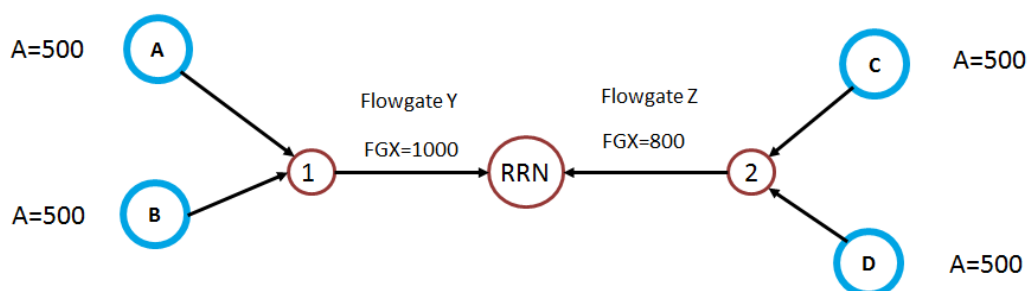 A=500
A
Flowgate Y
FGX=1000
1
RRN
Flowgate Z
FGX=800
2
C
A=500
A=500
B
D
A=500